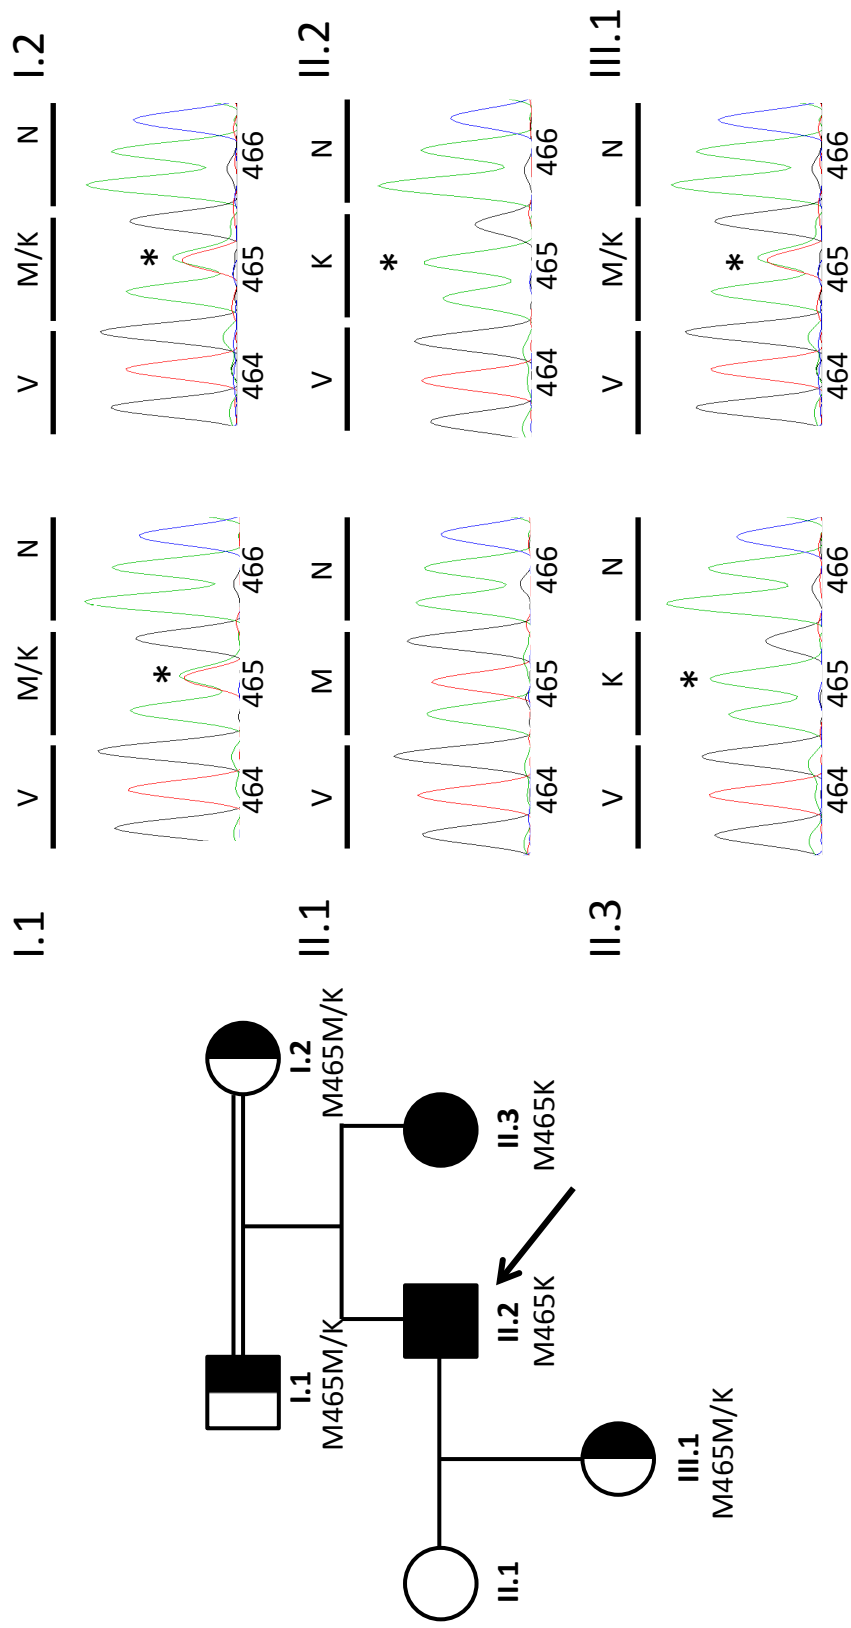 I.1
M465M/K
I.2
M465M/K
II.1
II.2
M465K
II.3
M465K
III.1
M465M/K
I.1
V M/K N
*
464 465 466
I.2
V M/K N
*
464 465 466
II.1
V M N
464 465 466
II.2
V K N
*
464 465 466
II.3
V K N
*
464 465 466
III.1
V M/K N
*
464 465 466